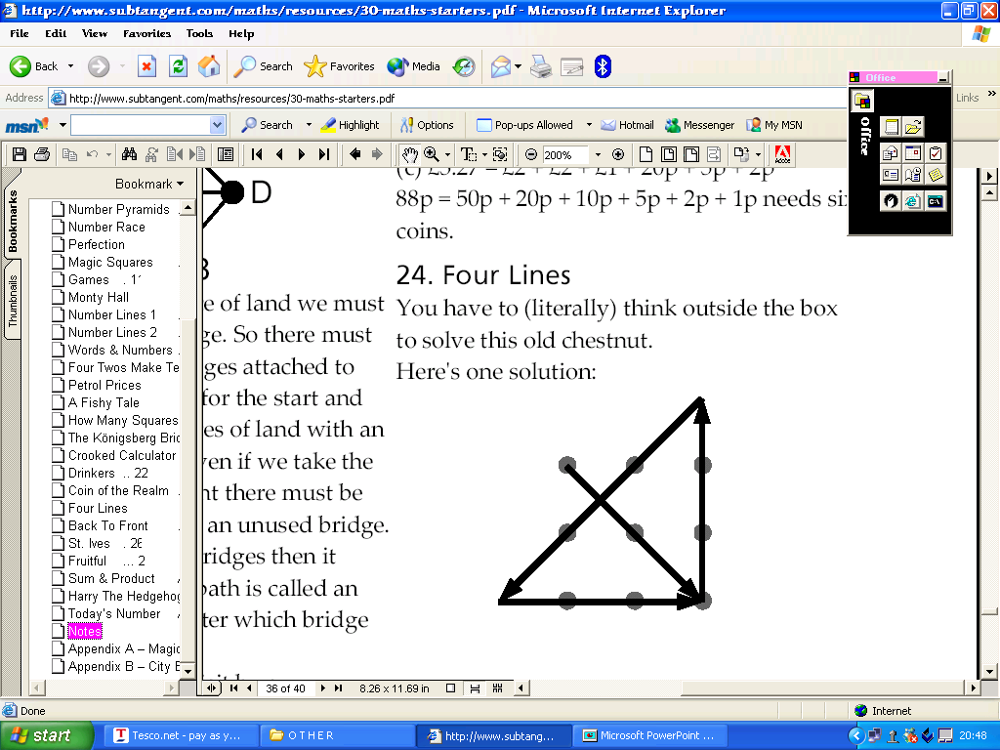 http://www.subtangent.com/maths/resources/30-maths-starters.pdf - Microsoft Internet Explorer
File Edit View Favorites Tools Help
Back Search Favorites Media
Address http://www.subtangent.com/maths/resources/30-maths-starters.pdf Links »
msn Search Highlight Options Pop-ups Allowed Hotmail Messenger My MSN
Office
Office
200%
Adobe
Bookmarks
Thumbnails
Bookmark
Number Pyramids
Number Race
Perfection
Magic Squares
Games
Monty Hall
Number Lines 1
Number Lines 2
Words & Numbers
Four Twos Make Te
Petrol Prices
A Fishy Tale
How Many Squares
The Königsberg Bric
Crooked Calculator
Drinkers .. 22
Coin of the Realm
Four Lines
Back To Front
St. Ives . 26
Fruitful ... 2
Sum & Product
Harry The Hedgehog
Today's Number
Notes
Appendix A – Magic
Appendix B – City B
D
B
e of land we must
ge. So there must
ges attached to
for the start and
es of land with an
ven if we take the
nt there must be
an unused bridge.
ridges then it
path is called an
ter which bridge
(c) £5.27 = £2 + £2 + £1 + 20p + 5p + 2p
88p = 50p + 20p + 10p + 5p + 2p + 1p needs six
coins.
24. Four Lines
You have to (literally) think outside the box
to solve this old chestnut.
Here's one solution:
36 of 40 8.26 x 11.69 in
Done Internet
start Tesco.net - pay as y... O T H E R http://www.subtang... Microsoft PowerPoint ... 20:48